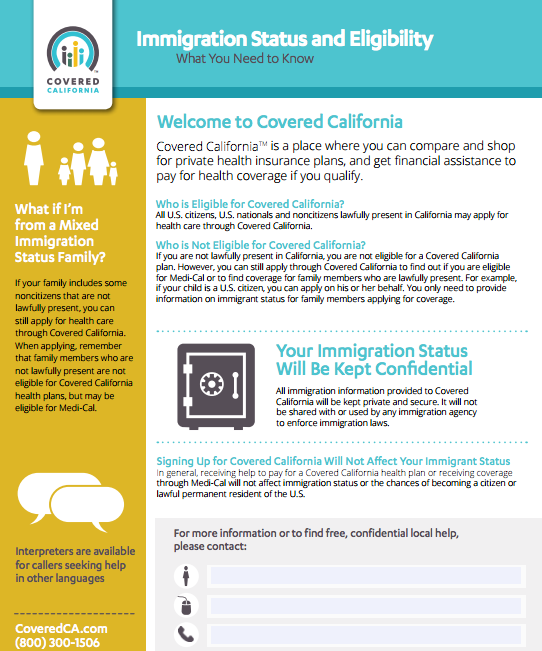 COVERED
CALIFORNIA
TM
Immigration Status and Eligibility
What You Need to Know
What if I'm
from a Mixed
Immigration
Status Family?
If your family includes some
noncitizens that are not
lawfully present, you can
still apply for health care
through Covered California.
When applying, remember
that family members who are
not lawfully present are not
eligible for Covered California
health plans, but may be
eligible for Medi-Cal.
Interpreters are available
for callers seeking help
in other languages
CoveredCA.com
(800) 300-1506
Welcome to Covered California
Covered California™ is a place where you can compare and shop
for private health insurance plans, and get financial assistance to
pay for health coverage if you qualify.
Who is Eligible for Covered California?
All U.S. citizens, U.S. nationals and noncitizens lawfully present in California may apply for
health care through Covered California.
Who is Not Eligible for Covered California?
If you are not lawfully present in California, you are not eligible for a Covered California
plan. However, you can still apply through Covered California to find out if you are eligible
for Medi-Cal or to find coverage for family members who are lawfully present. For example,
if your child is a U.S. citizen, you can apply on his or her behalf. You only need to provide
information on immigrant status for family members applying for coverage.
Your Immigration Status
Will Be Kept Confidential
All immigration information provided to Covered
California will be kept private and secure. It will not
be shared with or used by any immigration agency
to enforce immigration laws.
Signing Up for Covered California Will Not Affect Your Immigrant Status
In general, receiving help to pay for a Covered California health plan or receiving coverage
through Medi-Cal will not affect immigration status or the chances of becoming a citizen or
lawful permanent resident of the U.S.
For more information or to find free, confidential local help,
please contact: